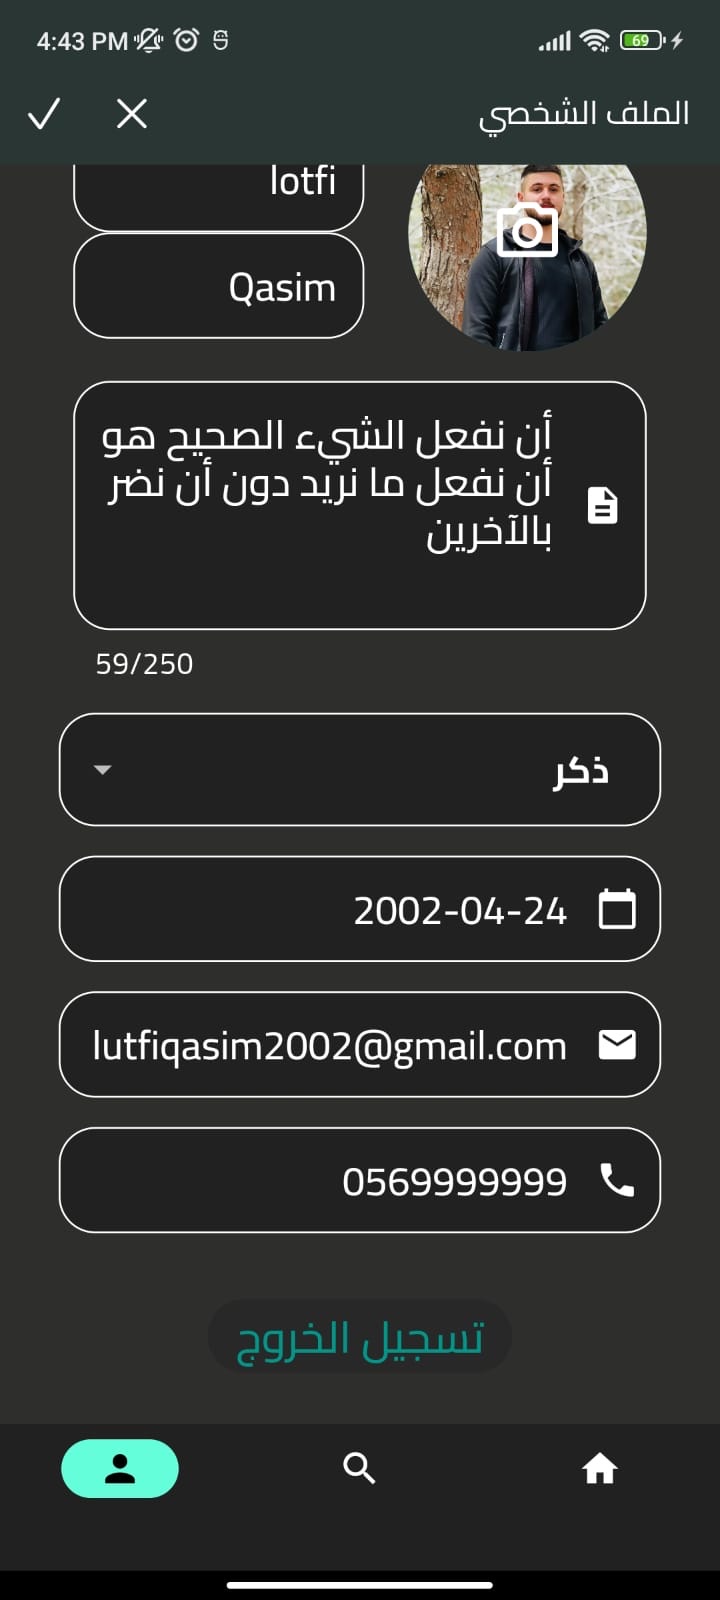 4:43 PM
69
الملف الشخصي
lotfi
Qasim
أن نفعل الشيء الصحيح هو
أن نفعل ما نريد دون أن نضر
بالآخرين
59/250
ذكر
2002-04-24
lutfiqasim2002@gmail.com
0569999999
تسجيل الخروج